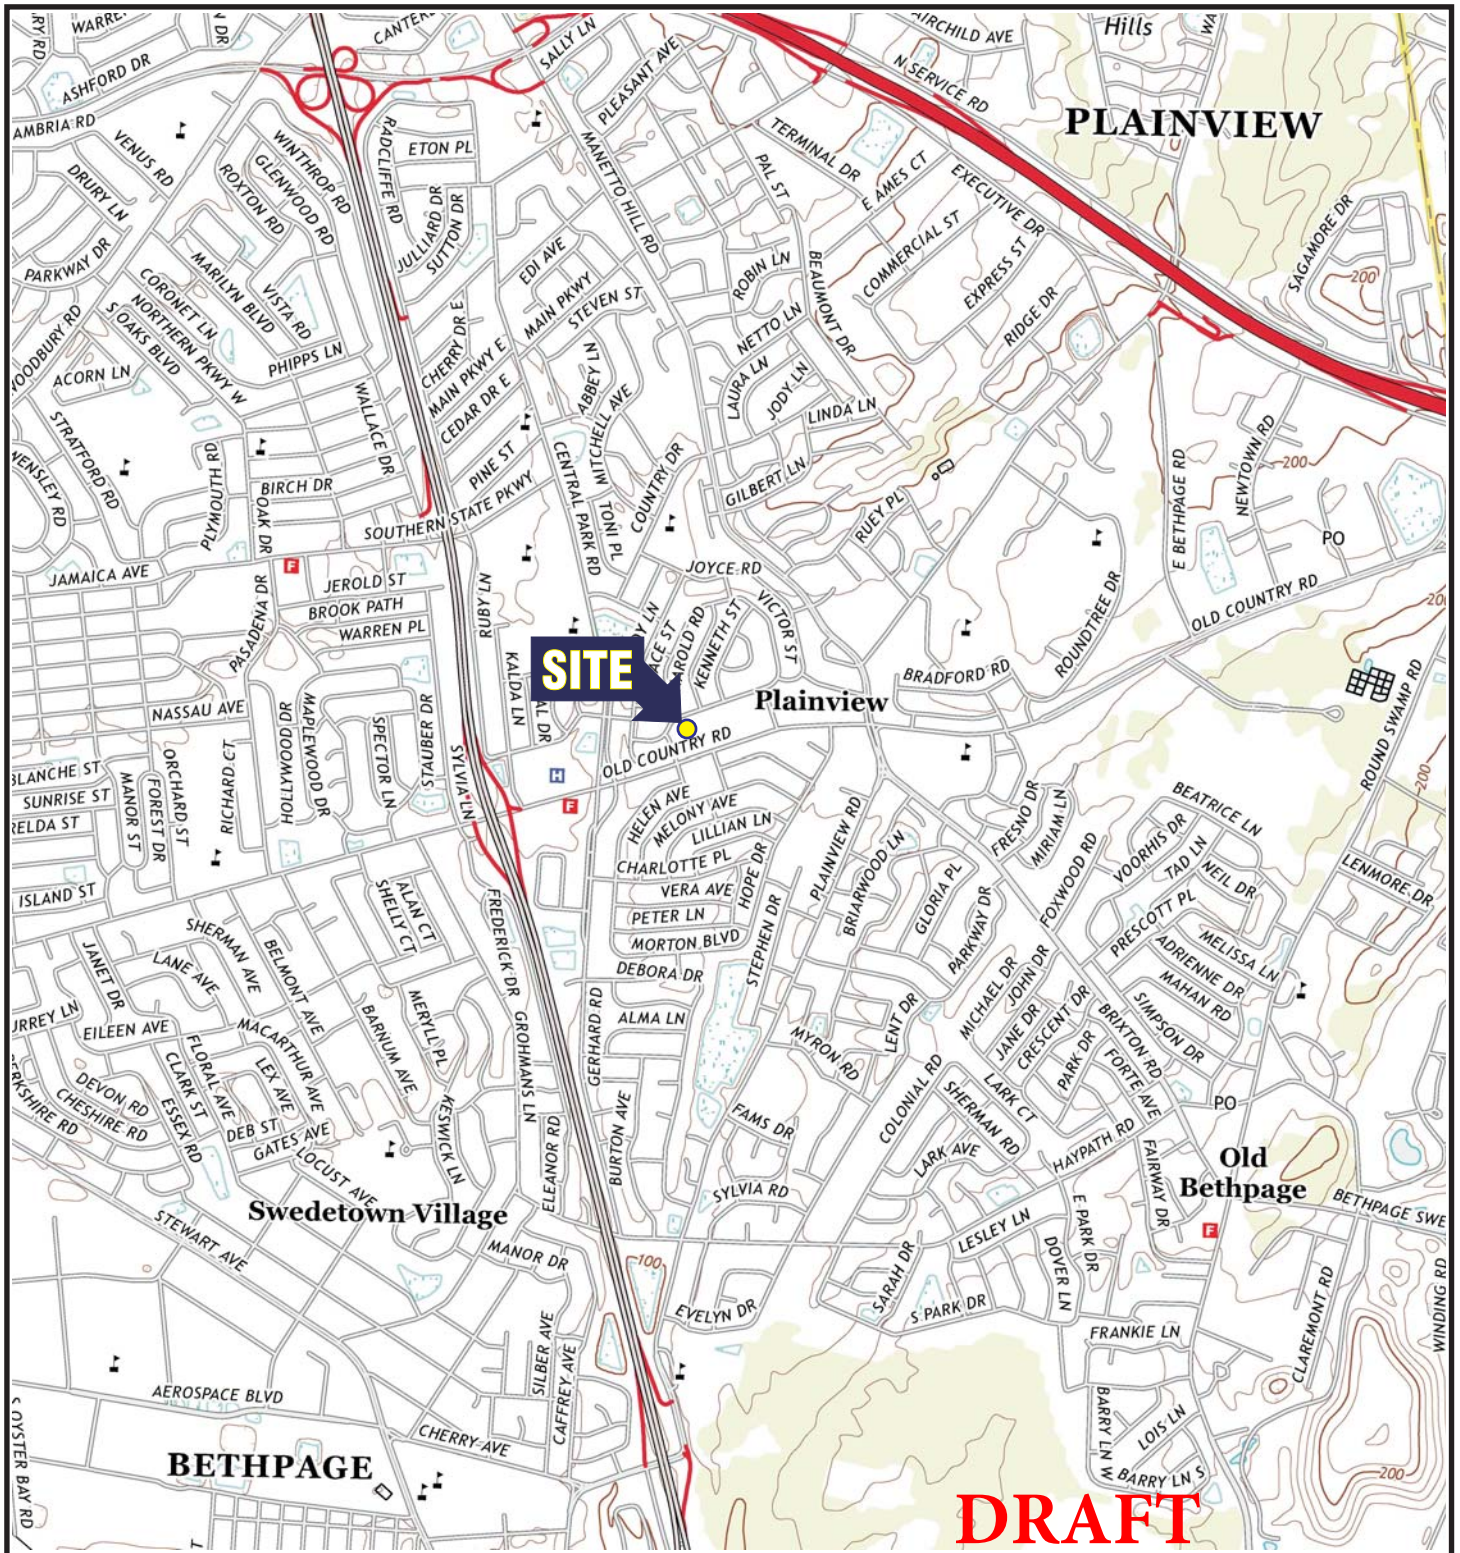 CANTER
Hills
ASHFORD DR
SALLY LN
PLEASANT AVE
N SERVICE RD
PLAINVIEW
AMBRIA RD
VENUS RD
WINTHROP RD
RADCLIFFE RD
ETON PL
MANETTO HILL RD
TERMINAL DR
PAL ST
E AMES CT
EXECUTIVE DR
DRURY LN
ROXTON RD
GLENWOOD RD
JULLIARD DR
SUTTON DR
SAGAMORE DR
PARKWAY DR
MARILYN BLVD
VISTA RD
EDI AVE
MAIN PKWY
STEVEN ST
ROBIN LN
BEAUMONT DR
COMMERCIAL ST
EXPRESS ST
200
CORONET LN
NORTHERN PKWY W
S OAKS BLVD
NETTO LN
RIDGE DR
WOODBURY RD
ACORN LN
PHIPPS LN
CHERRY DR E
MAIN PKWY E
CEDAR DR E
ABBEY LN
MITCHELL AVE
LAURA LN
JODY LN
LINDA LN
STRATFORD RD
WALLACE DR
PLYMOUTH RD
BIRCH DR
OAK DR
PINE ST
SOUTHERN STATE PKWY
CENTRAL PARK RD
TONI PL
COUNTRY DR
GILBERT LN
RUEY PL
E BETHPAGE RD
NEWTOWN RD
200
PO
JAMAICA AVE
F
JEROLD ST
BROOK PATH
WARREN PL
PASADENA DR
RUBY LN
JOYCE RD
VICTOR ST
KENNETH ST
ROUNDTREE DR
OLD COUNTRY RD
SITE
KALDA LN
Plainview
BRADFORD RD
NASSAU AVE
HOLLYWOOD DR
MAPLEWOOD DR
SPECTOR LN
STAUBER DR
SYLVIA LN
OLD COUNTRY RD
H
F
ROUND SWAMP RD
200
BLANCHE ST
SUNRISE ST
MANOR ST
FOREST DR
ORCHARD ST
RICHARD CT
HELEN AVE
MELONY AVE
LILLIAN LN
CHARLOTTE PL
VERA AVE
PETER LN
MORTON BLVD
DEBORA DR
HOPE DR
STEPHEN DR
PLAINVIEW RD
BRIARWOOD LN
GLORIA PL
PARKWAY DR
FRESNO DR
MIRIAM LN
FOXWOOD RD
BEATRICE LN
VOORHIS DR
TAD LN
NEIL DR
PRESCOTT PL
LENMORE DR
ISLAND ST
SHELLY CT
ALAN CT
FREDERICK DR
SHERMAN AVE
BELMONT AVE
LANE AVE
JANET DR
MELISSA LN
ADRIENNE DR
MAHAN RD
SIMPSON DR
EILEEN AVE
MACARTHUR AVE
BARNUM AVE
MERYLL PL
GROHMANS LN
GERHARD RD
ALMA LN
MYRON RD
LENT DR
MICHAEL DR
JOHN DR
JANE DR
CRESCENT DR
PARK DR
BRIXTON RD
FORTE AVE
CLARK ST
FLORAL AVE
LEX AVE
DEVON RD
CHESHIRE RD
ESSEX RD
DEB ST
GATES AVE
LOCUST AVE
KESWICK LN
ELEANOR RD
BURTON AVE
FAMS DR
COLONIAL RD
SHERMAN RD
LARK CT
LARK AVE
HAYPATH RD
FAIRWAY DR
PO
Old
Bethpage
Swedetown Village
STEWART AVE
MANOR DR
SYLVIA RD
LESLEY LN
E PARK DR
DOVER LN
F
BETHPAGE SWE
100
EVELYN DR
SARAH DR
S PARK DR
FRANKIE LN
CLAREMONT RD
WINDING RD
SILBER AVE
CAFFREY AVE
AEROSPACE BLVD
CHERRY AVE
BETHPAGE
S OYSTER BAY RD
BARRY LN W
LOIS LN
BARRY LN S
200
DRAFT